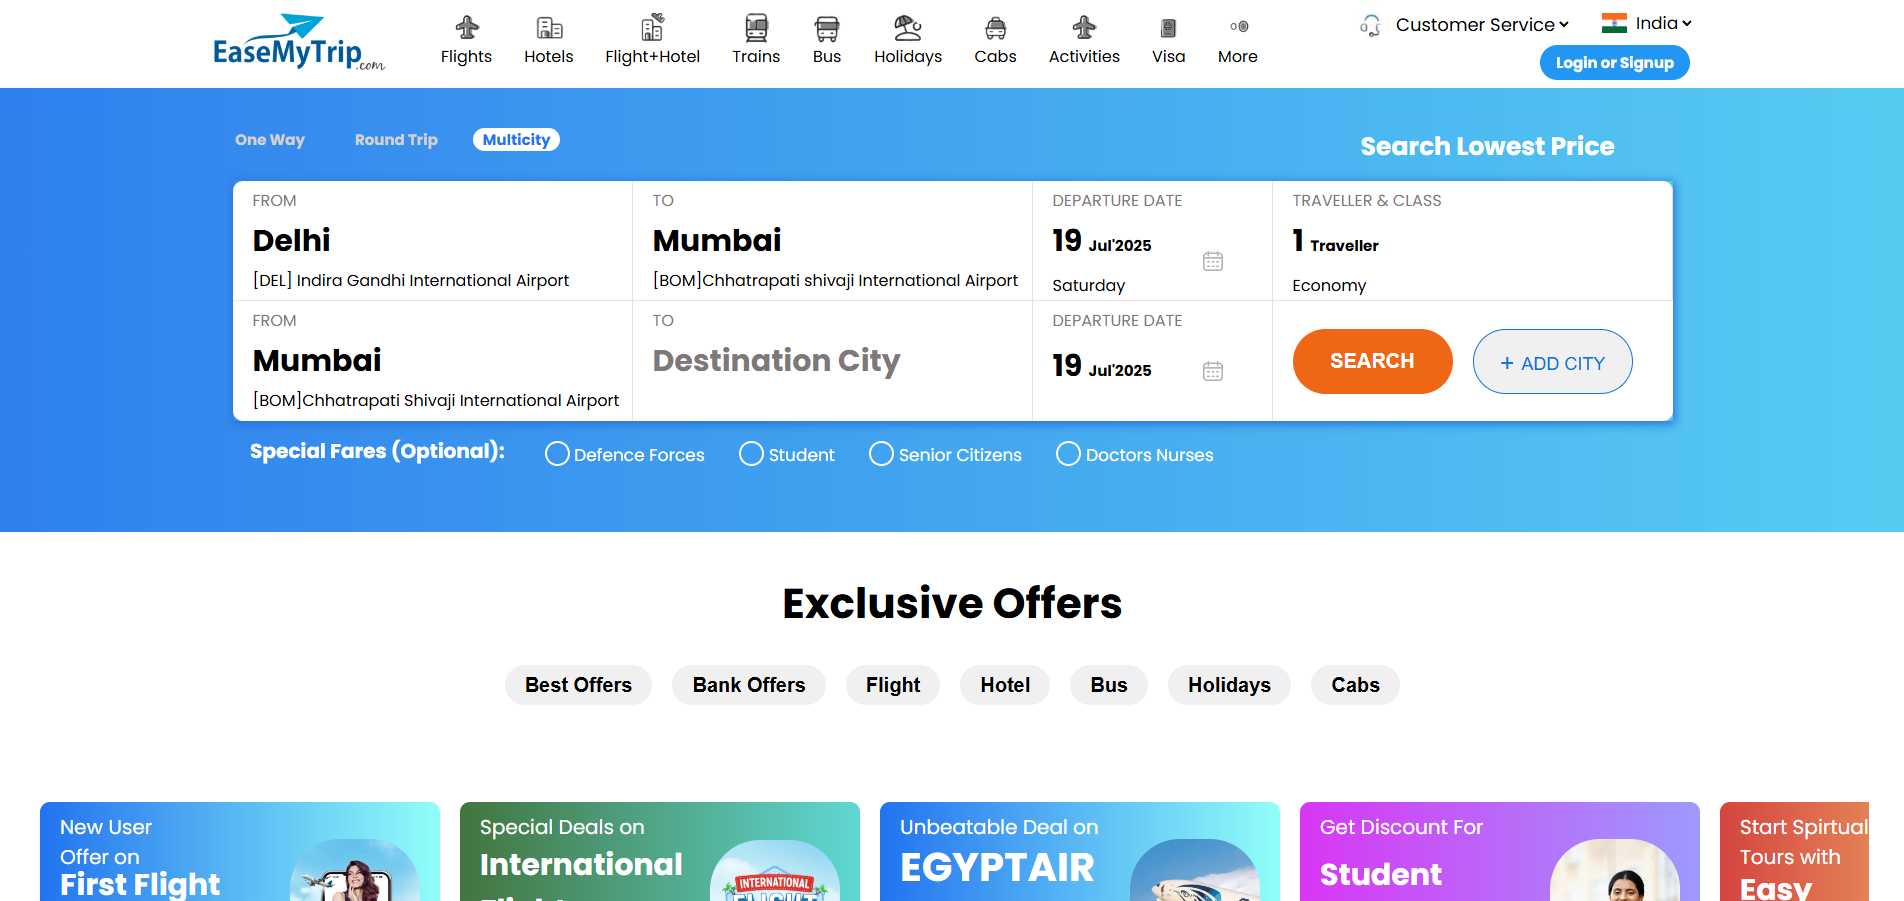 EaseMyTrip.com
Flights
Hotels
Flight+Hotel
Trains
Bus
Holidays
Cabs
Activities
Visa
More
Customer Service
India
Login or Signup
One Way
Round Trip
Multicity
Search Lowest Price
FROM
Delhi
[DEL] Indira Gandhi International Airport
TO
Mumbai
[BOM]Chhatrapati shivaji International Airport
DEPARTURE DATE
19 Jul'2025
Saturday
TRAVELLER & CLASS
1 Traveller
Economy
FROM
Mumbai
[BOM]Chhatrapati Shivaji International Airport
TO
Destination City
DEPARTURE DATE
19 Jul'2025
SEARCH
+ ADD CITY
Special Fares (Optional):
Defence Forces
Student
Senior Citizens
Doctors Nurses
Exclusive Offers
Best Offers
Bank Offers
Flight
Hotel
Bus
Holidays
Cabs
New User
Offer on
First Flight
Special Deals on
International
INTERNATIONAL
Unbeatable Deal on
EGYPTAIR
Get Discount For
Student
Start Spirtual
Tours with
Easy